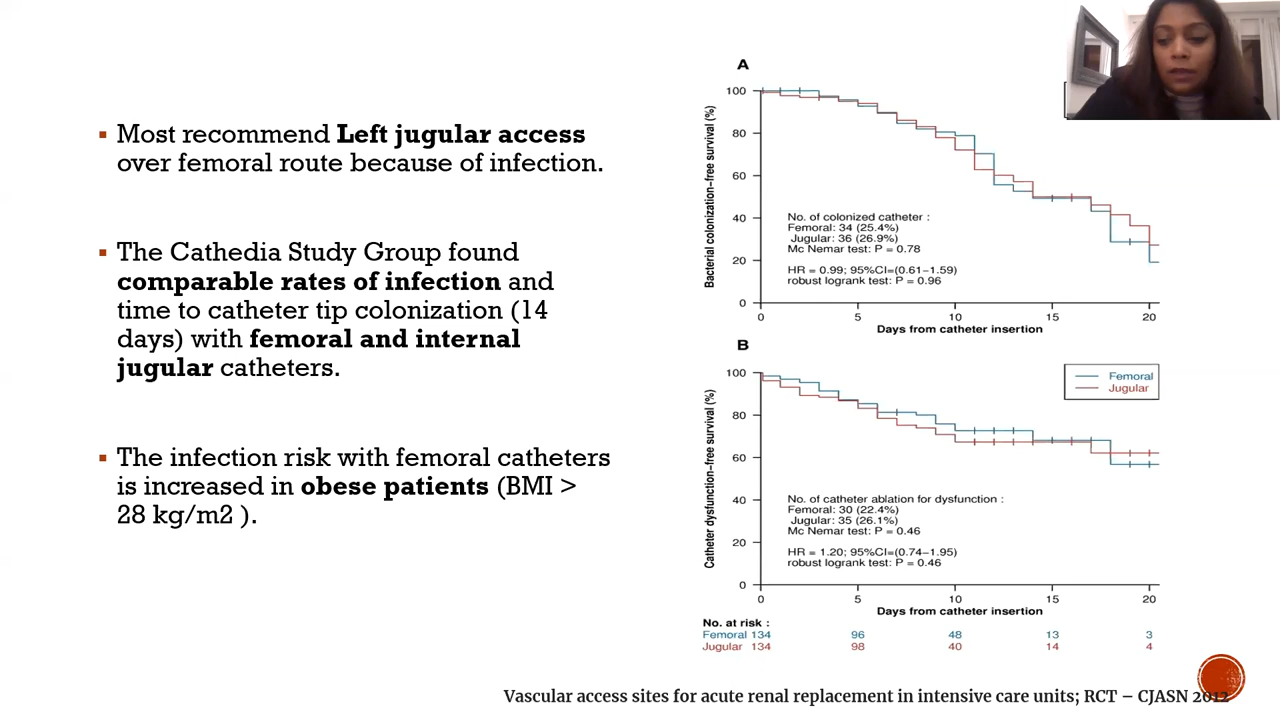 Most recommend Left jugular access
over femoral route because of infection.
The Cathedia Study Group found
comparable rates of infection and
time to catheter tip colonization (14
days) with femoral and internal
jugular catheters.
The infection risk with femoral catheters
is increased in obese patients (BMI >
28 kg/m2 ).
A
Bacterial colonization–free survival (%)
100
80
60
40
20
0
No. of colonized catheter :
Femoral: 34 (25.4%)
Jugular: 36 (26.9%)
Mc Nemar test: P = 0.78
HR = 0.99; 95%CI=(0.61–1.59)
robust logrank test: P = 0.96
0 5 10 15 20
Days from catheter insertion
B
Catheter dysfunction–free survival (%)
100
80
60
40
20
0
Femoral
Jugular
No. of catheter ablation for dysfunction :
Femoral: 30 (22.4%)
Jugular: 35 (26.1%)
Mc Nemar test: P = 0.46
HR = 1.20; 95%CI=(0.74–1.95)
robust logrank test: P = 0.46
0 5 10 15 20
Days from catheter insertion
No. at risk :
Femoral 134 96 48 13 3
Jugular 134 98 40 14 4
Vascular access sites for acute renal replacement in intensive care units; RCT – CJASN 2012